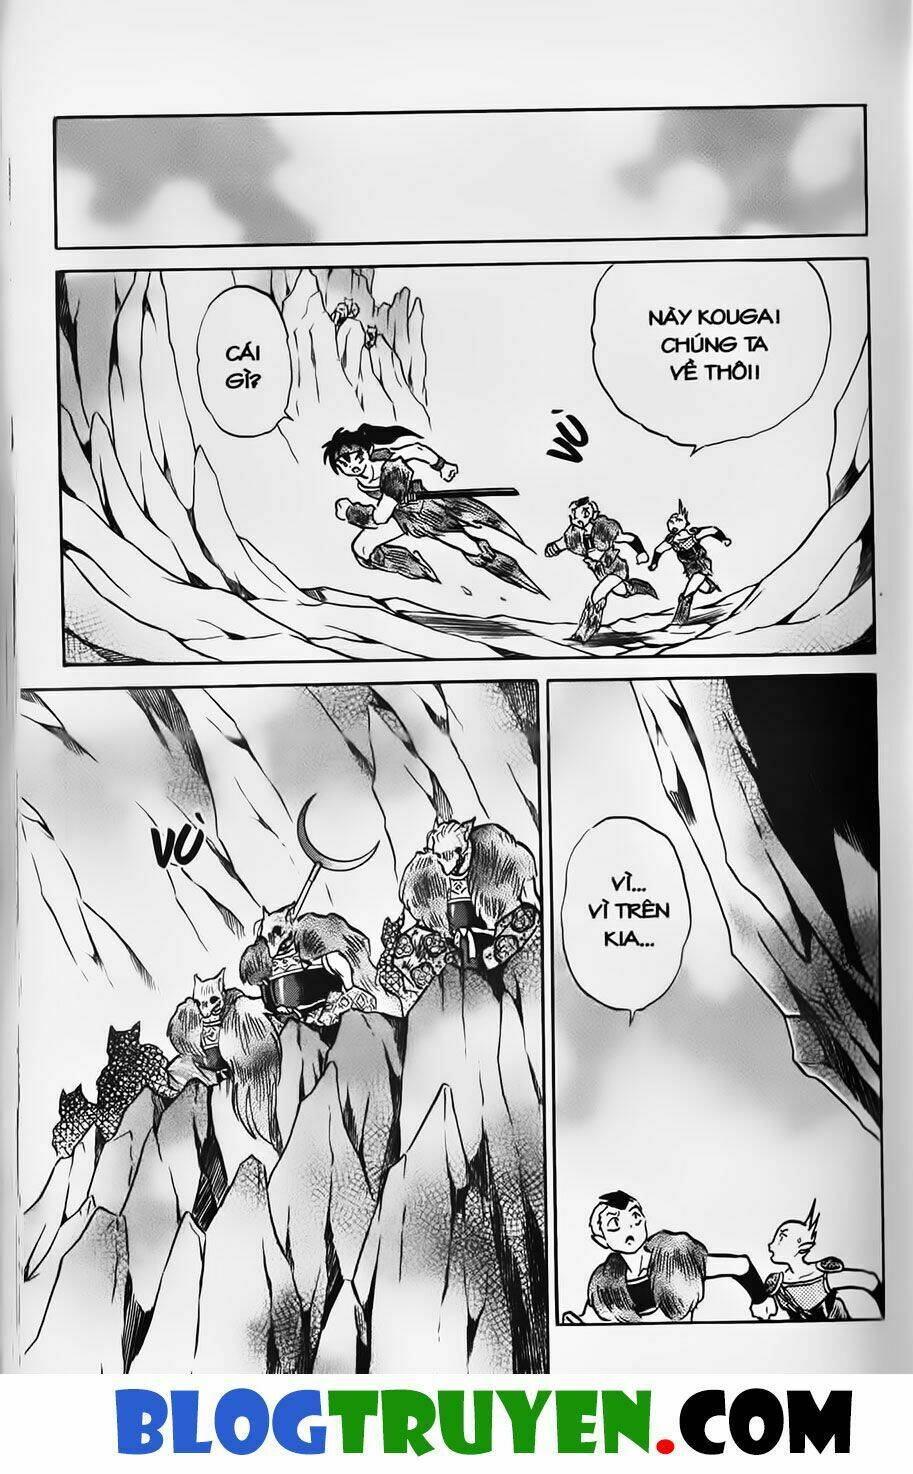 NÀY KOUGA!
CHÚNG TA
VỀ THÔI!
CÁI
GÌ?
VÙ
VÌ...
VÌ TRÊN
KIA...
VÙ
BLOGTRUYEN.COM